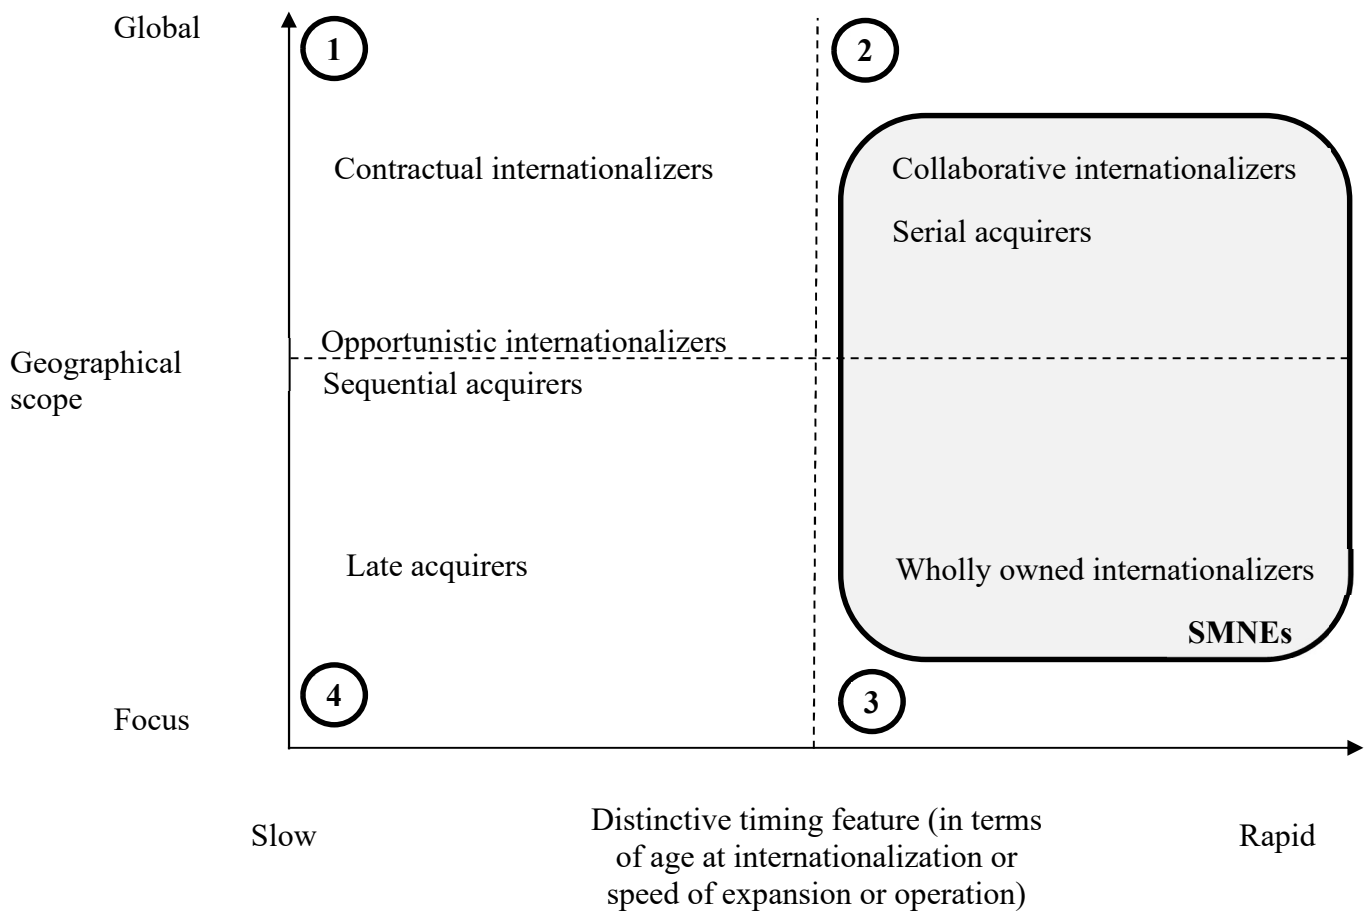 Global
1
2
Contractual internationalizers
Collaborative internationalizers
Serial acquirers
Opportunistic internationalizers
Geographical
scope
Sequential acquirers
Late acquirers
Wholly owned internationalizers
SMNEs
4
3
Focus
Slow
Distinctive timing feature (in terms
of age at internationalization or
speed of expansion or operation)
Rapid